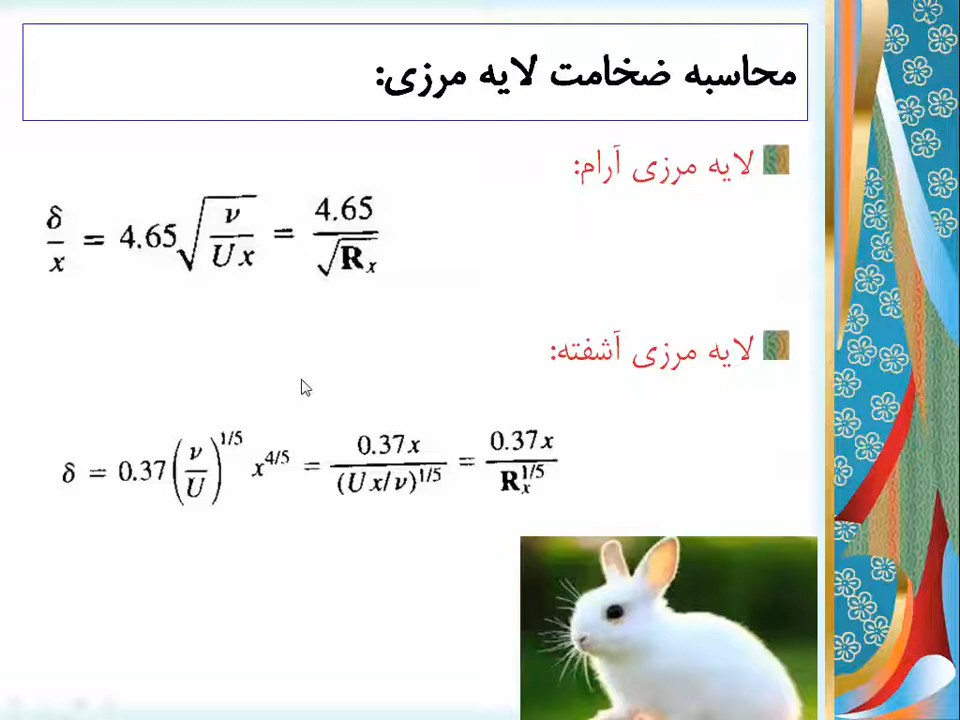 محاسبه ضخامت لایه مرزی:
لایه مرزی آرام:
δ/x = 4.65√(ν/Ux) = 4.65/√R_x
لایه مرزی آشفته:
δ = 0.37(ν/U)^1/5 x^4/5 = 0.37x/(Ux/ν)^1/5 = 0.37x/R_x^1/5